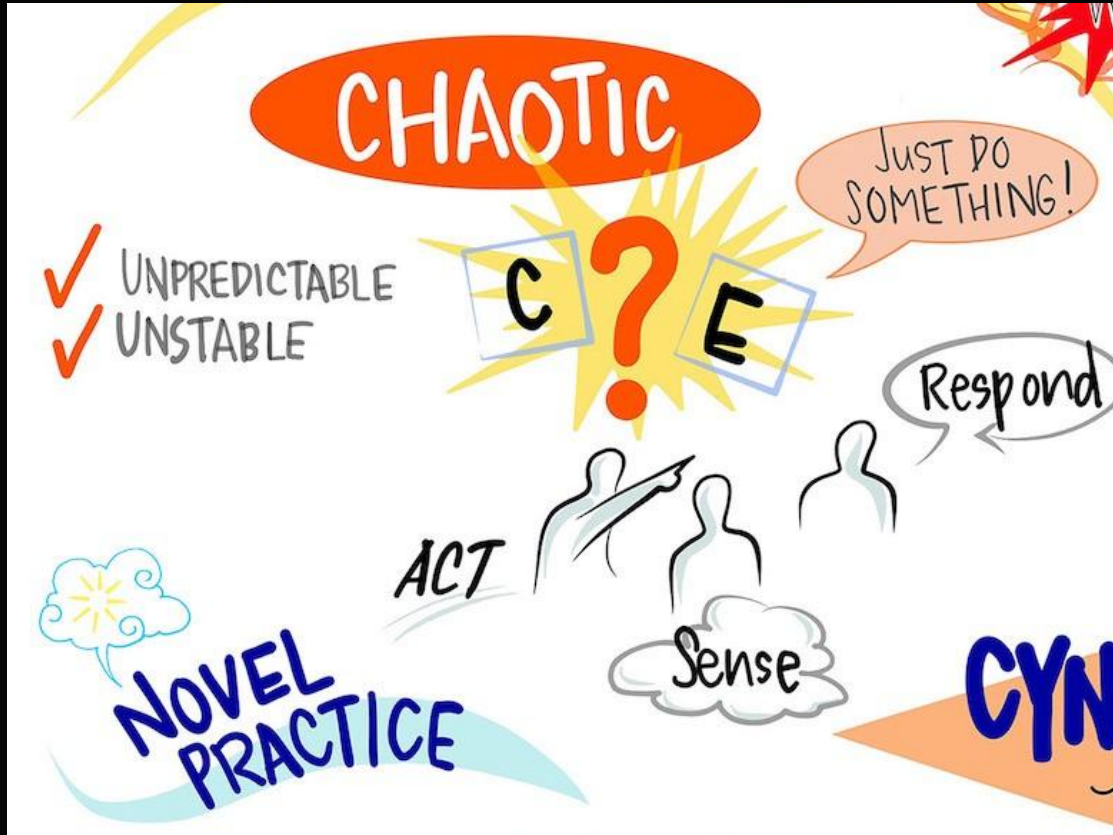 CHAOTIC
JUST DO
SOMETHING!
UNPREDICTABLE
UNSTABLE
C ? E
Respond
ACT
Sense
NOVEL
PRACTICE
CYN